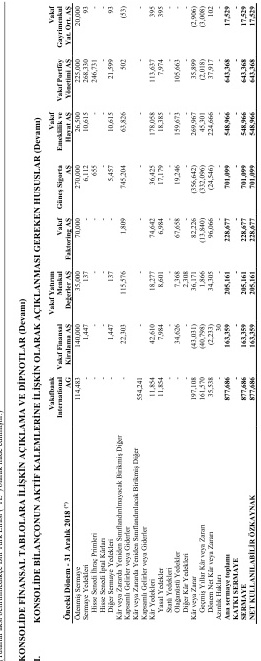 KONSOLİDE FİNANSAL TABLOLARA İLİŞKİN AÇIKLAMA VE DİPNOTLAR (Devamı)
I. KONSOLİDE BİLANÇONUN AKTİF KALEMLERİNE İLİŞKİN OLARAK AÇIKLANMASI GEREKEN HUSUSLAR (Devamı)
Önceki Dönem - 31 Aralık 2018 (*) Vakıfbank International AG Vakıf Finansal Kiralama AŞ Vakıf Yatırım Menkul Değerler AŞ Vakıf Faktoring AŞ Güneş Sigorta AŞ Vakıf Emeklilik ve Hayat AŞ Vakıf Portföy Yönetimi AŞ Vakıf Gayrimenkul Yat. Ort. AŞ
Ödenmiş Sermaye 114,483 140,000 35,000 70,000 270,000 26,500 225,000 20,000
Sermaye Yedekleri - 1,447 137 - 6,112 10,615 268,330 93
Hisse Senedi İhraç Primleri - - - - 655 - 246,731 -
Hisse Senedi İptal Kârları - - - - - - - -
Diğer Sermaye Yedekleri - 1,447 137 - 5,457 10,615 21,599 93
Kâr veya Zararda Yeniden Sınıflandırılmayacak Birikmiş Diğer Kapsamlı Gelirler veya Giderler - 22,303 115,576 1,809 745,204 63,826 502 (53)
Kâr veya Zararda Yeniden Sınıflandırılacak Birikmiş Diğer Kapsamlı Gelirler veya Giderler 554,241 - - - - - - -
Kâr Yedekleri 11,854 42,610 18,277 74,642 36,425 178,058 113,637 395
Yasal Yedekler 11,854 7,984 8,601 6,984 17,179 18,385 7,974 395
Statü Yedekleri - - - - - - - -
Olağanüstü Yedekler - 34,626 7,368 67,658 19,246 159,673 105,663 -
Diğer Kâr Yedekleri - - 2,308 - - - - -
Kâr veya Zarar 197,108 (43,031) 36,171 82,226 (356,642) 269,967 35,899 (2,906)
Geçmiş Yıllar Kâr veya Zararı 161,570 (40,798) 1,866 (13,840) (332,096) 45,301 (2,018) (3,008)
Dönem Net Kâr veya Zararı 35,538 (2,233) 34,305 96,066 (24,546) 224,666 37,917 102
Azınlık Hakları - 30 - - - - - -
Ana sermaye toplamı 877,686 163,359 205,161 228,677 701,099 548,966 643,368 17,529
KATKI SERMAYE - - - - - - - -
SERMAYE 877,686 163,359 205,161 228,677 701,099 548,966 643,368 17,529
NET KULLANILABİLİR ÖZKAYNAK 877,686 163,359 205,161 228,677 701,099 548,966 643,368 17,529